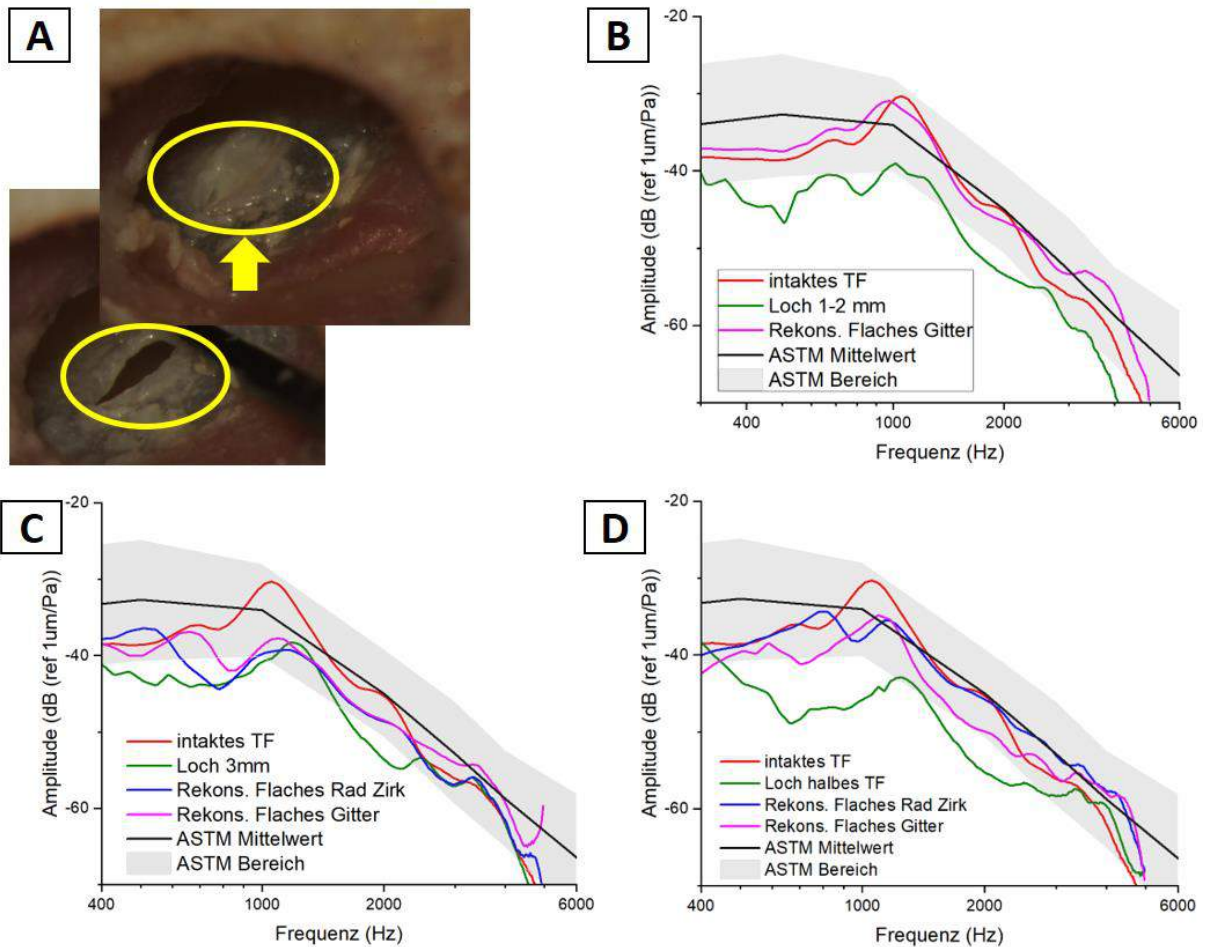 A
B
Amplitude (dB (ref 1um/Pa))
-20
-40
-60
intaktes TF
Loch 1-2 mm
Rekons. Flaches Gitter
ASTM Mittelwert
ASTM Bereich
400
1000
2000
6000
Frequenz (Hz)
C
Amplitude (dB (ref 1um/Pa))
-20
-40
-60
intaktes TF
Loch 3mm
Rekons. Flaches Rad Zirk
Rekons. Flaches Gitter
ASTM Mittelwert
ASTM Bereich
400
1000
2000
6000
Frequenz (Hz)
D
Amplitude (dB (ref 1um/Pa))
-20
-40
-60
intaktes TF
Loch halbes TF
Rekons. Flaches Rad Zirk
Rekons. Flaches Gitter
ASTM Mittelwert
ASTM Bereich
400
1000
2000
6000
Frequenz (Hz)